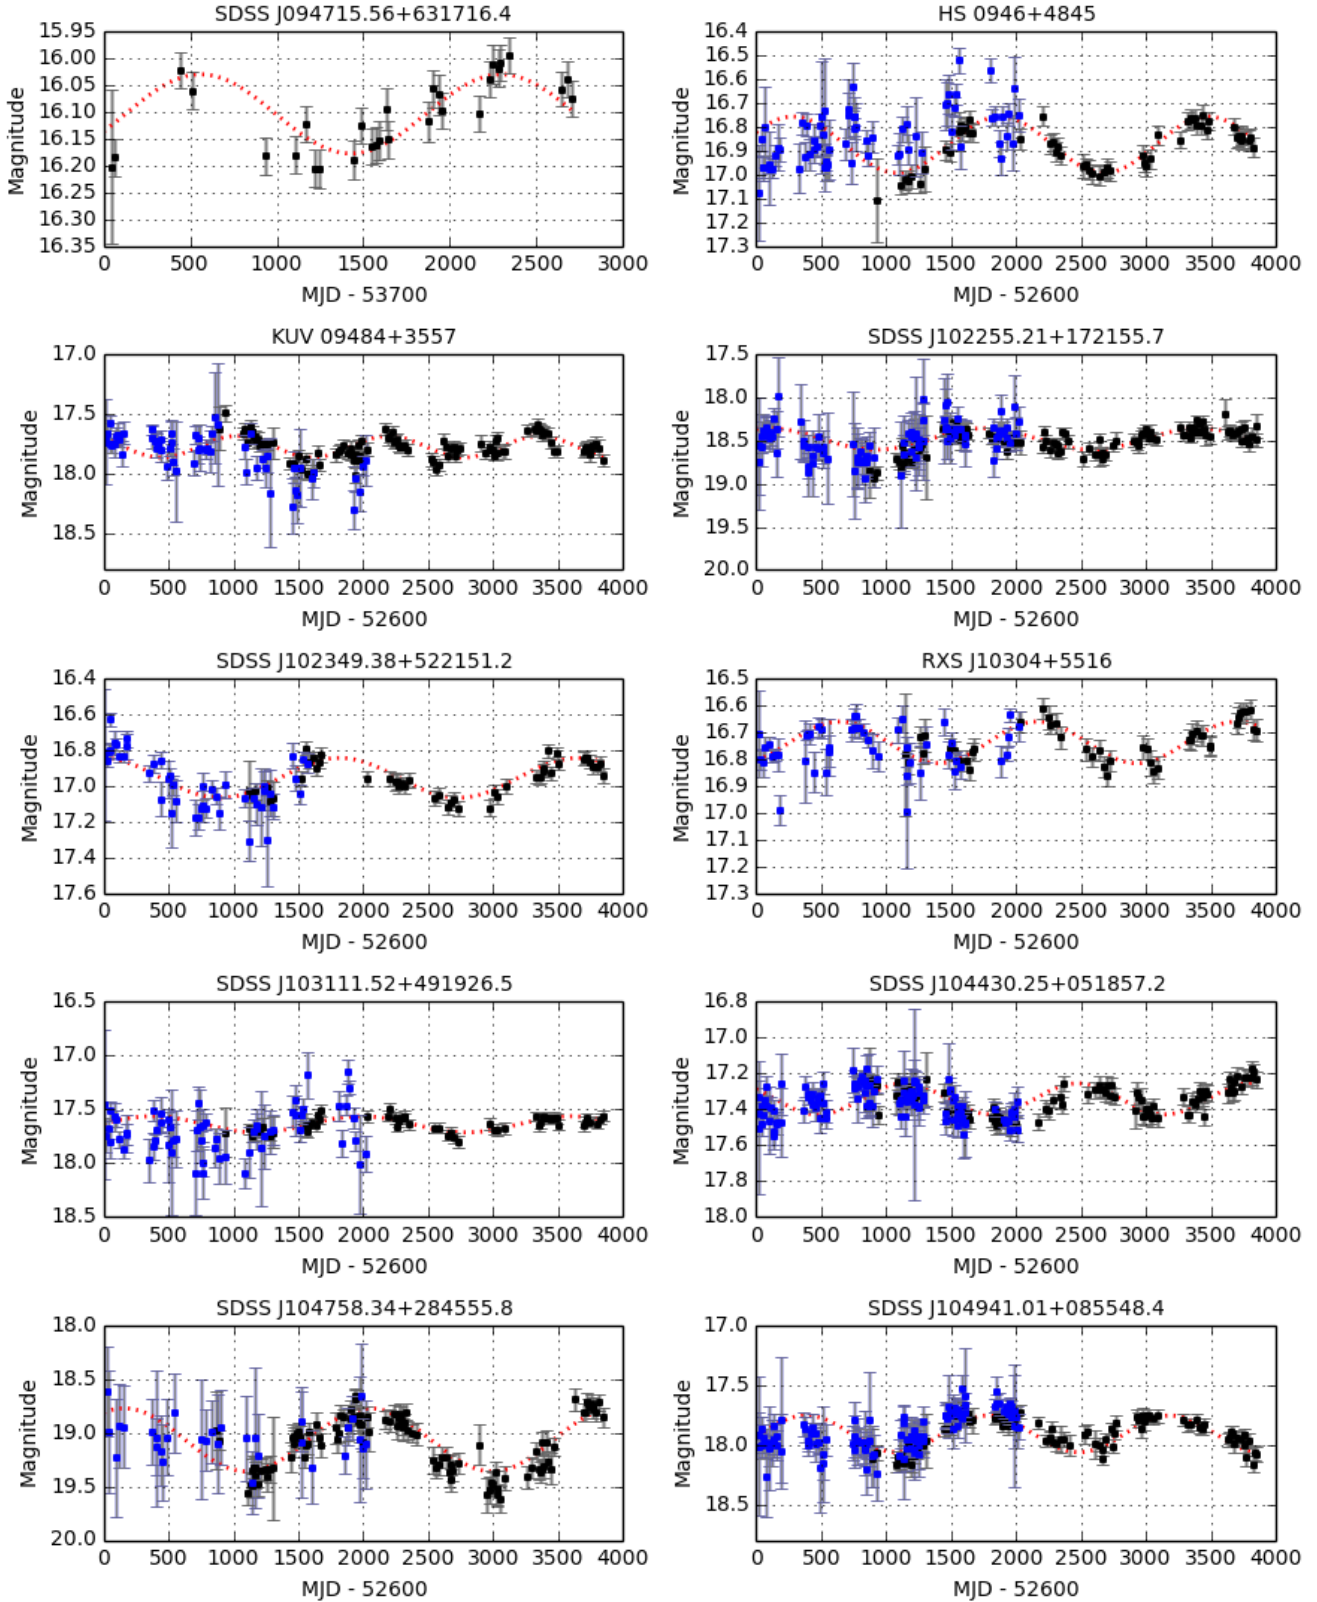 SDSS J094715.56+631716.4
Magnitude
15.95
16.00
16.05
16.10
16.15
16.20
16.25
16.30
16.35
0 500 1000 1500 2000 2500 3000
MJD - 53700
HS 0946+4845
Magnitude
16.4
16.5
16.6
16.7
16.8
16.9
17.0
17.1
17.2
17.3
0 500 1000 1500 2000 2500 3000 3500 4000
MJD - 52600
KUV 09484+3557
Magnitude
17.0
17.5
18.0
18.5
0 500 1000 1500 2000 2500 3000 3500 4000
MJD - 52600
SDSS J102255.21+172155.7
Magnitude
17.5
18.0
18.5
19.0
19.5
20.0
0 500 1000 1500 2000 2500 3000 3500 4000
MJD - 52600
SDSS J102349.38+522151.2
Magnitude
16.4
16.6
16.8
17.0
17.2
17.4
17.6
0 500 1000 1500 2000 2500 3000 3500 4000
MJD - 52600
RXS J10304+5516
Magnitude
16.5
16.6
16.7
16.8
16.9
17.0
17.1
17.2
17.3
0 500 1000 1500 2000 2500 3000 3500 4000
MJD - 52600
SDSS J103111.52+491926.5
Magnitude
16.5
17.0
17.5
18.0
18.5
0 500 1000 1500 2000 2500 3000 3500 4000
MJD - 52600
SDSS J104430.25+051857.2
Magnitude
16.8
17.0
17.2
17.4
17.6
17.8
18.0
0 500 1000 1500 2000 2500 3000 3500 4000
MJD - 52600
SDSS J104758.34+284555.8
Magnitude
18.0
18.5
19.0
19.5
20.0
0 500 1000 1500 2000 2500 3000 3500 4000
MJD - 52600
SDSS J104941.01+085548.4
Magnitude
17.0
17.5
18.0
18.5
0 500 1000 1500 2000 2500 3000 3500 4000
MJD - 52600